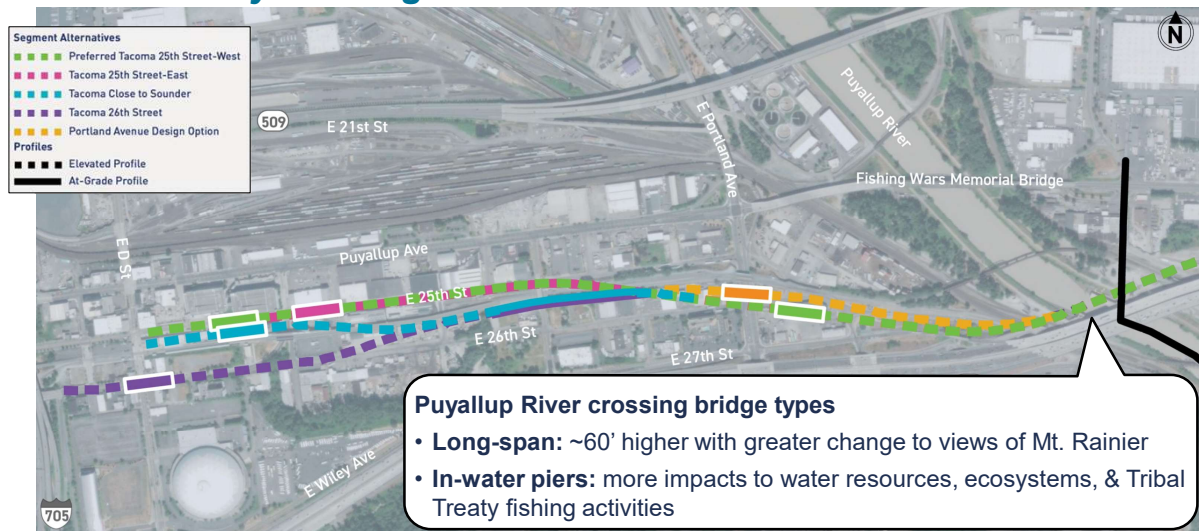 Segment Alternatives
Preferred Tacoma 25th Street-West
Tacoma 25th Street-East
Tacoma Close to Sounder
Tacoma 26th Street
Portland Avenue Design Option
Profiles
Elevated Profile
At-Grade Profile
N
509
E 21st St
E Portland Ave
Puyallup River
Fishing Wars Memorial Bridge
E D St
Puyallup Ave
E 25th St
E 26th St
E 27th St
E Wiley Ave
705
Puyallup River crossing bridge types
• Long-span: ~60’ higher with greater change to views of Mt. Rainier
• In-water piers: more impacts to water resources, ecosystems, & Tribal
Treaty fishing activities